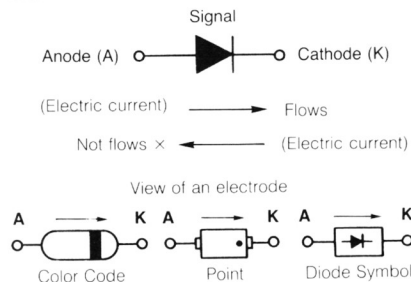 Signal
Anode (A) Cathode (K)
(Electric current) Flows
Not flows × (Electric current)
View of an electrode
A K A K A K
Color Code Point Diode Symbol